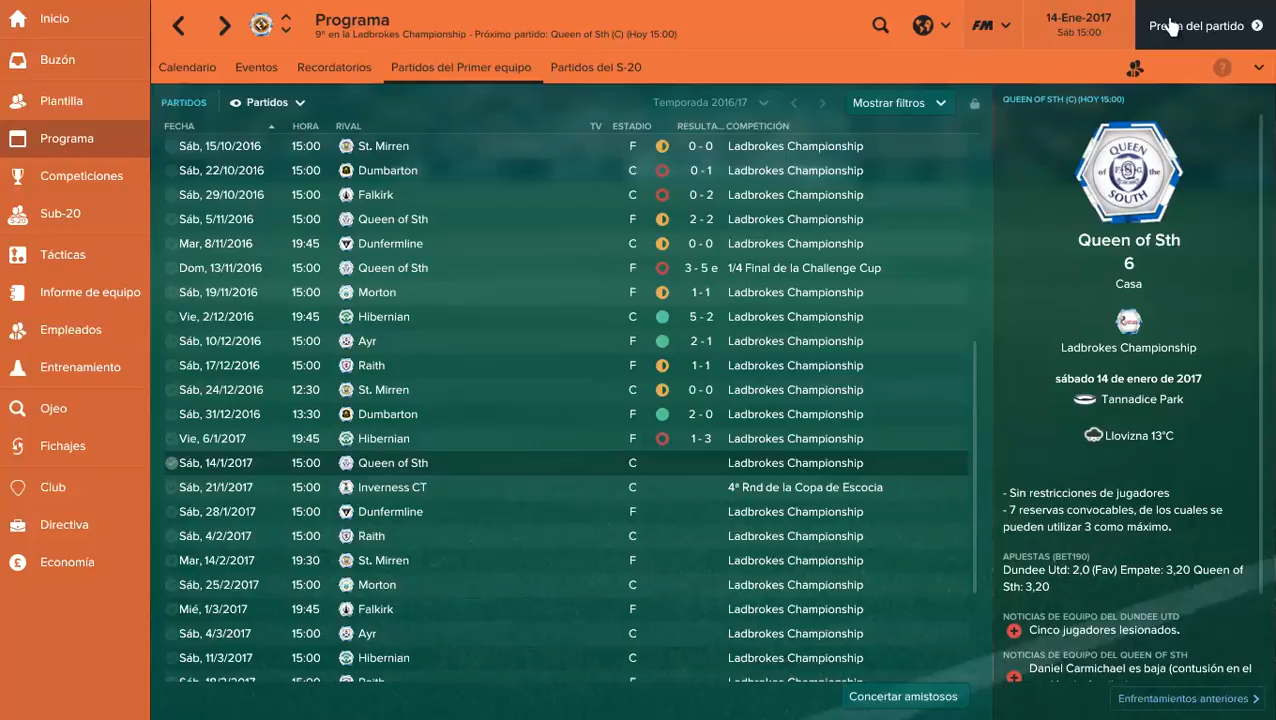 Inicio
Buzón
Plantilla
Programa
Competiciones
Sub-20
Tácticas
Informe de equipo
Empleados
Entrenamiento
Ojeo
Fichajes
Club
Directiva
Economía
Programa
9º en la Ladbrokes Championship - Próximo partido: Queen of Sth (C) (Hoy 15:00)
FM
14-Ene-2017
Sáb 15:00
del partido
Calendario Eventos Recordatorios Partidos del Primer equipo Partidos del S-20
PARTIDOS Partidos Temporada 2016/17 Mostrar filtros
FECHA HORA RIVAL TV ESTADIO RESULTA... COMPETICIÓN
Sáb, 15/10/2016 15:00 St. Mirren F 0 - 0 Ladbrokes Championship
Sáb, 22/10/2016 15:00 Dumbarton C 0 - 1 Ladbrokes Championship
Sáb, 29/10/2016 15:00 Falkirk C 0 - 2 Ladbrokes Championship
Sáb, 5/11/2016 15:00 Queen of Sth F 2 - 2 Ladbrokes Championship
Mar, 8/11/2016 19:45 Dunfermline C 0 - 0 Ladbrokes Championship
Dom, 13/11/2016 15:00 Queen of Sth F 3 - 5 e 1/4 Final de la Challenge Cup
Sáb, 19/11/2016 15:00 Morton F 1 - 1 Ladbrokes Championship
Vie, 2/12/2016 19:45 Hibernian C 5 - 2 Ladbrokes Championship
Sáb, 10/12/2016 15:00 Ayr F 2 - 1 Ladbrokes Championship
Sáb, 17/12/2016 15:00 Raith F 1 - 1 Ladbrokes Championship
Sáb, 24/12/2016 12:30 St. Mirren C 0 - 0 Ladbrokes Championship
Sáb, 31/12/2016 13:30 Dumbarton F 2 - 0 Ladbrokes Championship
Vie, 6/1/2017 19:45 Hibernian F 1 - 3 Ladbrokes Championship
Sáb, 14/1/2017 15:00 Queen of Sth C Ladbrokes Championship
Sáb, 21/1/2017 15:00 Inverness CT C 4ª Rnd de la Copa de Escocia
Sáb, 28/1/2017 15:00 Dunfermline F Ladbrokes Championship
Sáb, 4/2/2017 15:00 Raith C Ladbrokes Championship
Mar, 14/2/2017 19:30 St. Mirren F Ladbrokes Championship
Sáb, 25/2/2017 15:00 Morton C Ladbrokes Championship
Mié, 1/3/2017 19:45 Falkirk F Ladbrokes Championship
Sáb, 4/3/2017 15:00 Ayr C Ladbrokes Championship
Sáb, 11/3/2017 15:00 Hibernian C Ladbrokes Championship
Concertar amistosos
QUEEN OF STH (C) (HOY 15:00)
QUEEN
of the
SOUTH
Queen of Sth
6
Casa
Ladbrokes Championship
sábado 14 de enero de 2017
Tannadice Park
Llovizna 13°C
- Sin restricciones de jugadores
- 7 reservas convocables, de los cuales se
pueden utilizar 3 como máximo.
APUESTAS (BET190)
Dundee Utd: 2,0 (Fav) Empate: 3,20 Queen of
Sth: 3,20
NOTICIAS DE EQUIPO DEL DUNDEE UTD
Cinco jugadores lesionados.
NOTICIAS DE EQUIPO DEL QUEEN OF STH
Daniel Carmichael es baja (contusión en el
Enfrentamientos anteriores